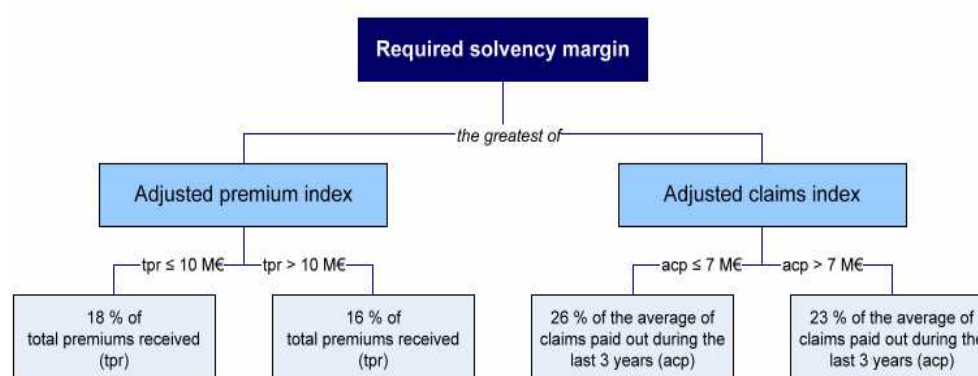 Required solvency margin
the greatest of
Adjusted premium index
Adjusted claims index
tpr ≤ 10 M€
tpr > 10 M€
acp ≤ 7 M€
acp > 7 M€
18 % of
total premiums received
(tpr)
16 % of
total premiums received
(tpr)
26 % of the average of
claims paid out during the
last 3 years (acp)
23 % of the average of
claims paid out during the
last 3 years (acp)